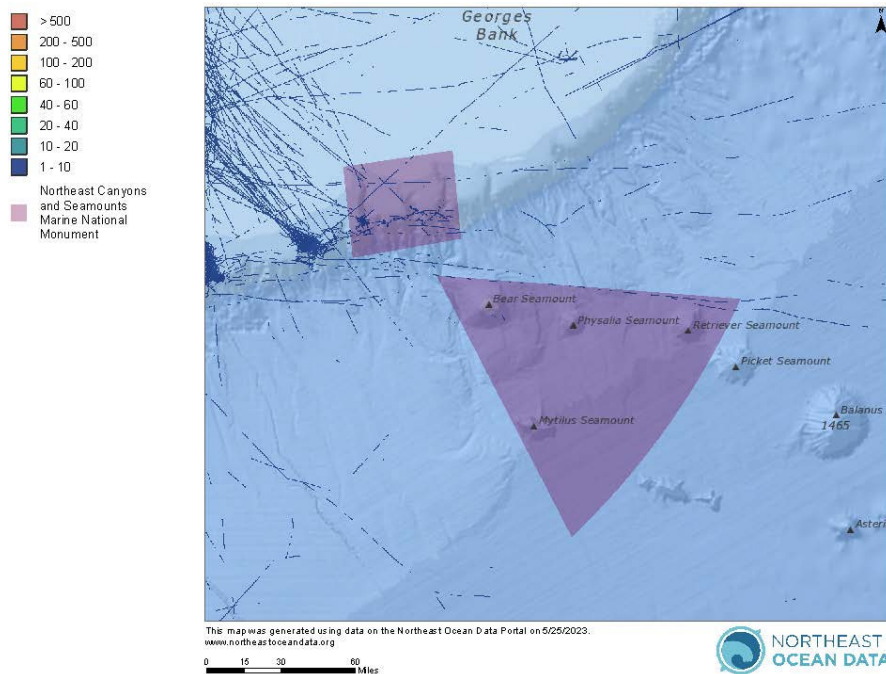 > 500
200 - 500
100 - 200
60 - 100
40 - 60
20 - 40
10 - 20
1 - 10
Northeast Canyons
and Seamounts
Marine National
Monument
Georges
Bank
Bear Seamount
Physalia Seamount
Retriever Seamount
Picket Seamount
Mytilus Seamount
Balanus
1465
Asteri
This map was generated using data on the Northeast Ocean Data Portal on 5/25/2023.
www.northeastoceandata.org
0 15 30 60
Miles
NORTHEAST
OCEAN DATA